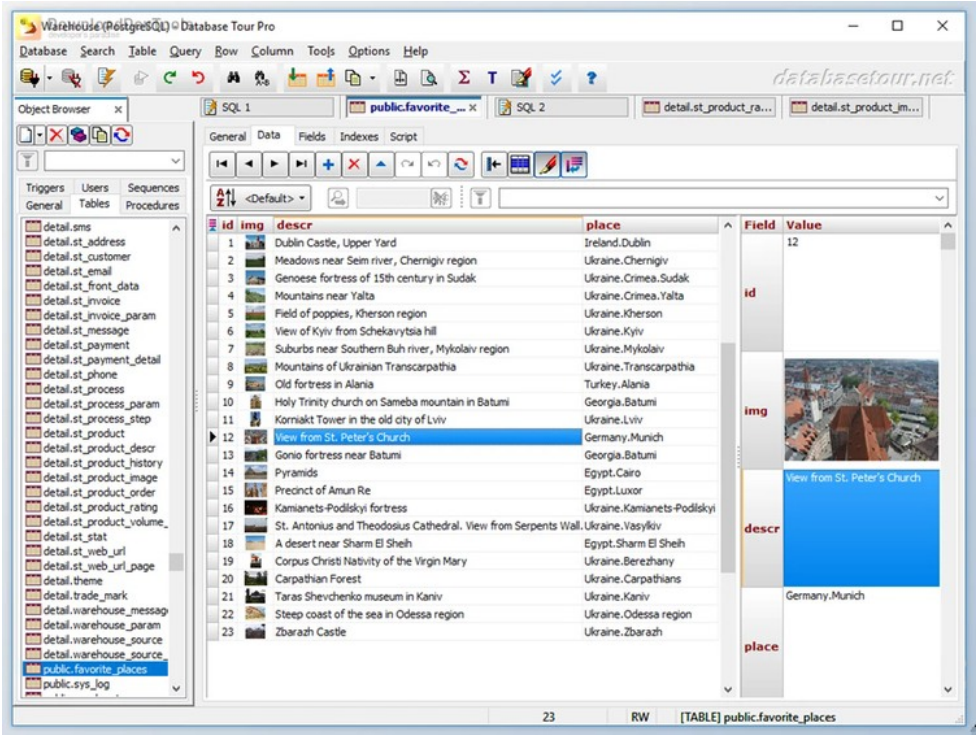 Warehouse (PostgreSQL) - Database Tour Pro
DownloadDevTools
developer's paradise
Database Search Table Query Row Column Tools Options Help
databasetour.net
Object Browser
SQL 1
public.favorite_...
SQL 2
detail.st_product_ra...
detail.st_product_im...
General Data Fields Indexes Script
<Default>
Triggers Users Sequences
General Tables Procedures
detail.sms
detail.st_address
detail.st_customer
detail.st_email
detail.st_front_data
detail.st_invoice
detail.st_invoice_param
detail.st_message
detail.st_payment
detail.st_payment_detail
detail.st_phone
detail.st_process
detail.st_process_param
detail.st_process_step
detail.st_product
detail.st_product_descr
detail.st_product_history
detail.st_product_image
detail.st_product_order
detail.st_product_rating
detail.st_product_volume_
detail.st_stat
detail.st_web_url
detail.st_web_url_page
detail.theme
detail.trade_mark
detail.warehouse_messag
detail.warehouse_param
detail.warehouse_source
detail.warehouse_source_
public.favorite_places
public.sys_log
id img descr place
1 Dublin Castle, Upper Yard Ireland.Dublin
2 Meadows near Seim river, Chernigiv region Ukraine.Chernigiv
3 Genoese fortress of 15th century in Sudak Ukraine.Crimea.Sudak
4 Mountains near Yalta Ukraine.Crimea.Yalta
5 Field of poppies, Kherson region Ukraine.Kherson
6 View of Kyiv from Schekavytsia hill Ukraine.Kyiv
7 Suburbs near Southern Buh river, Mykolaiv region Ukraine.Mykolaiv
8 Mountains of Ukrainian Transcarpathia Ukraine.Transcarpathia
9 Old fortress in Alania Turkey.Alania
10 Holy Trinity church on Sameba mountain in Batumi Georgia.Batumi
11 Korniakt Tower in the old city of Lviv Ukraine.Lviv
12 View from St. Peter's Church Germany.Munich
13 Gonio fortress near Batumi Georgia.Batumi
14 Pyramids Egypt.Cairo
15 Precinct of Amun Re Egypt.Luxor
16 Kamianets-Podilskyi fortress Ukraine.Kamianets-Podilskyi
17 St. Antonius and Theodosius Cathedral. View from Serpents Wall. Ukraine.Vasylkiv
18 A desert near Sharm El Sheih Egypt.Sharm El Sheih
19 Corpus Christi Nativity of the Virgin Mary Ukraine.Berezhany
20 Carpathian Forest Ukraine.Carpathians
21 Taras Shevchenko museum in Kaniv Ukraine.Kaniv
22 Steep coast of the sea in Odessa region Ukraine.Odessa region
23 Zbarazh Castle Ukraine.Zbarazh
Field Value
id 12
img
descr View from St. Peter's Church
place Germany.Munich
23 RW [TABLE] public.favorite_places